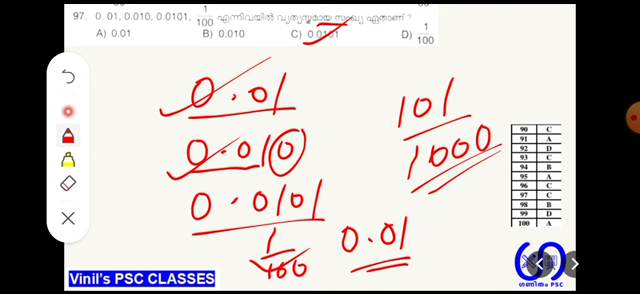 97. 0. 01, 0.010, 0.0101, 1/100 എന്നിവയിൽ വ്യത്യസ്തമായ സംഖ്യ ഏതാണ് ?
A) 0.01 B) 0.010 C) 0.0101 D) 1/100
0.01
0.010
0.0101
1/100 0.01
101/1000
90 C
91 A
92 D
93 C
94 B
95 A
96 C
97 C
98 B
99 D
100 A
Vinil's PSC CLASSES
ഗണിതം PSC